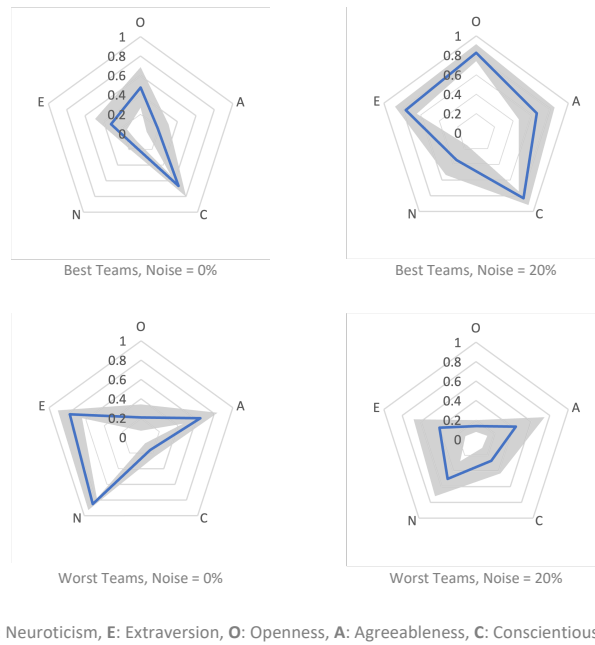 O
1
0.8
0.6
0.4
0.2
0
E
A
N
C
Best Teams, Noise = 0%
O
1
0.8
0.6
0.4
0.2
0
E
A
N
C
Best Teams, Noise = 20%
O
1
0.8
0.6
0.4
0.2
0
E
A
N
C
Worst Teams, Noise = 0%
O
1
0.8
0.6
0.4
0.2
0
E
A
N
C
Worst Teams, Noise = 20%
Neuroticism, E: Extraversion, O: Openness, A: Agreeableness, C: Conscientious